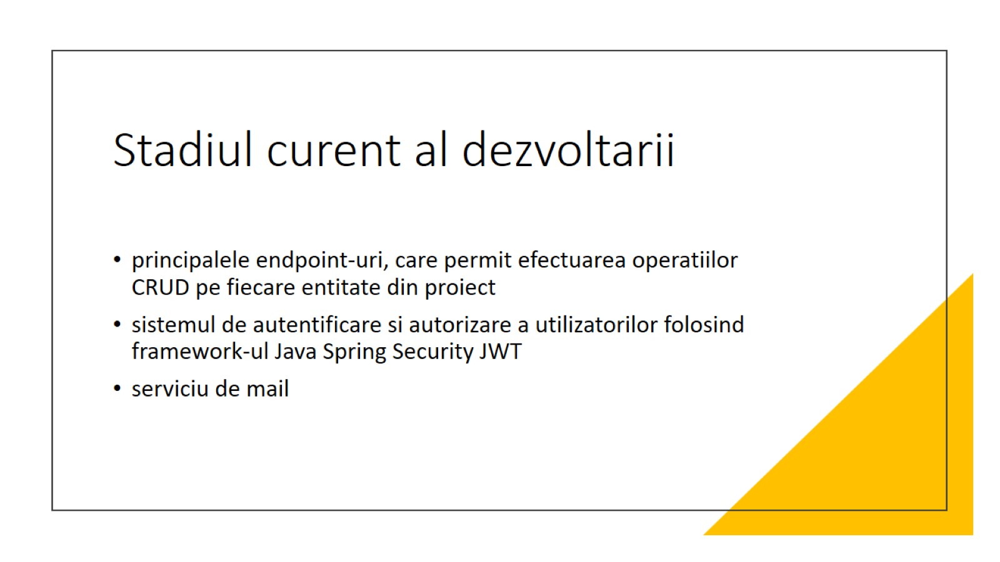 Stadiul curent al dezvoltarii
• principalele endpoint-uri, care permit efectuarea operatiilor
CRUD pe fiecare entitate din proiect
• sistemul de autentificare si autorizare a utilizatorilor folosind
framework-ul Java Spring Security JWT
• serviciu de mail